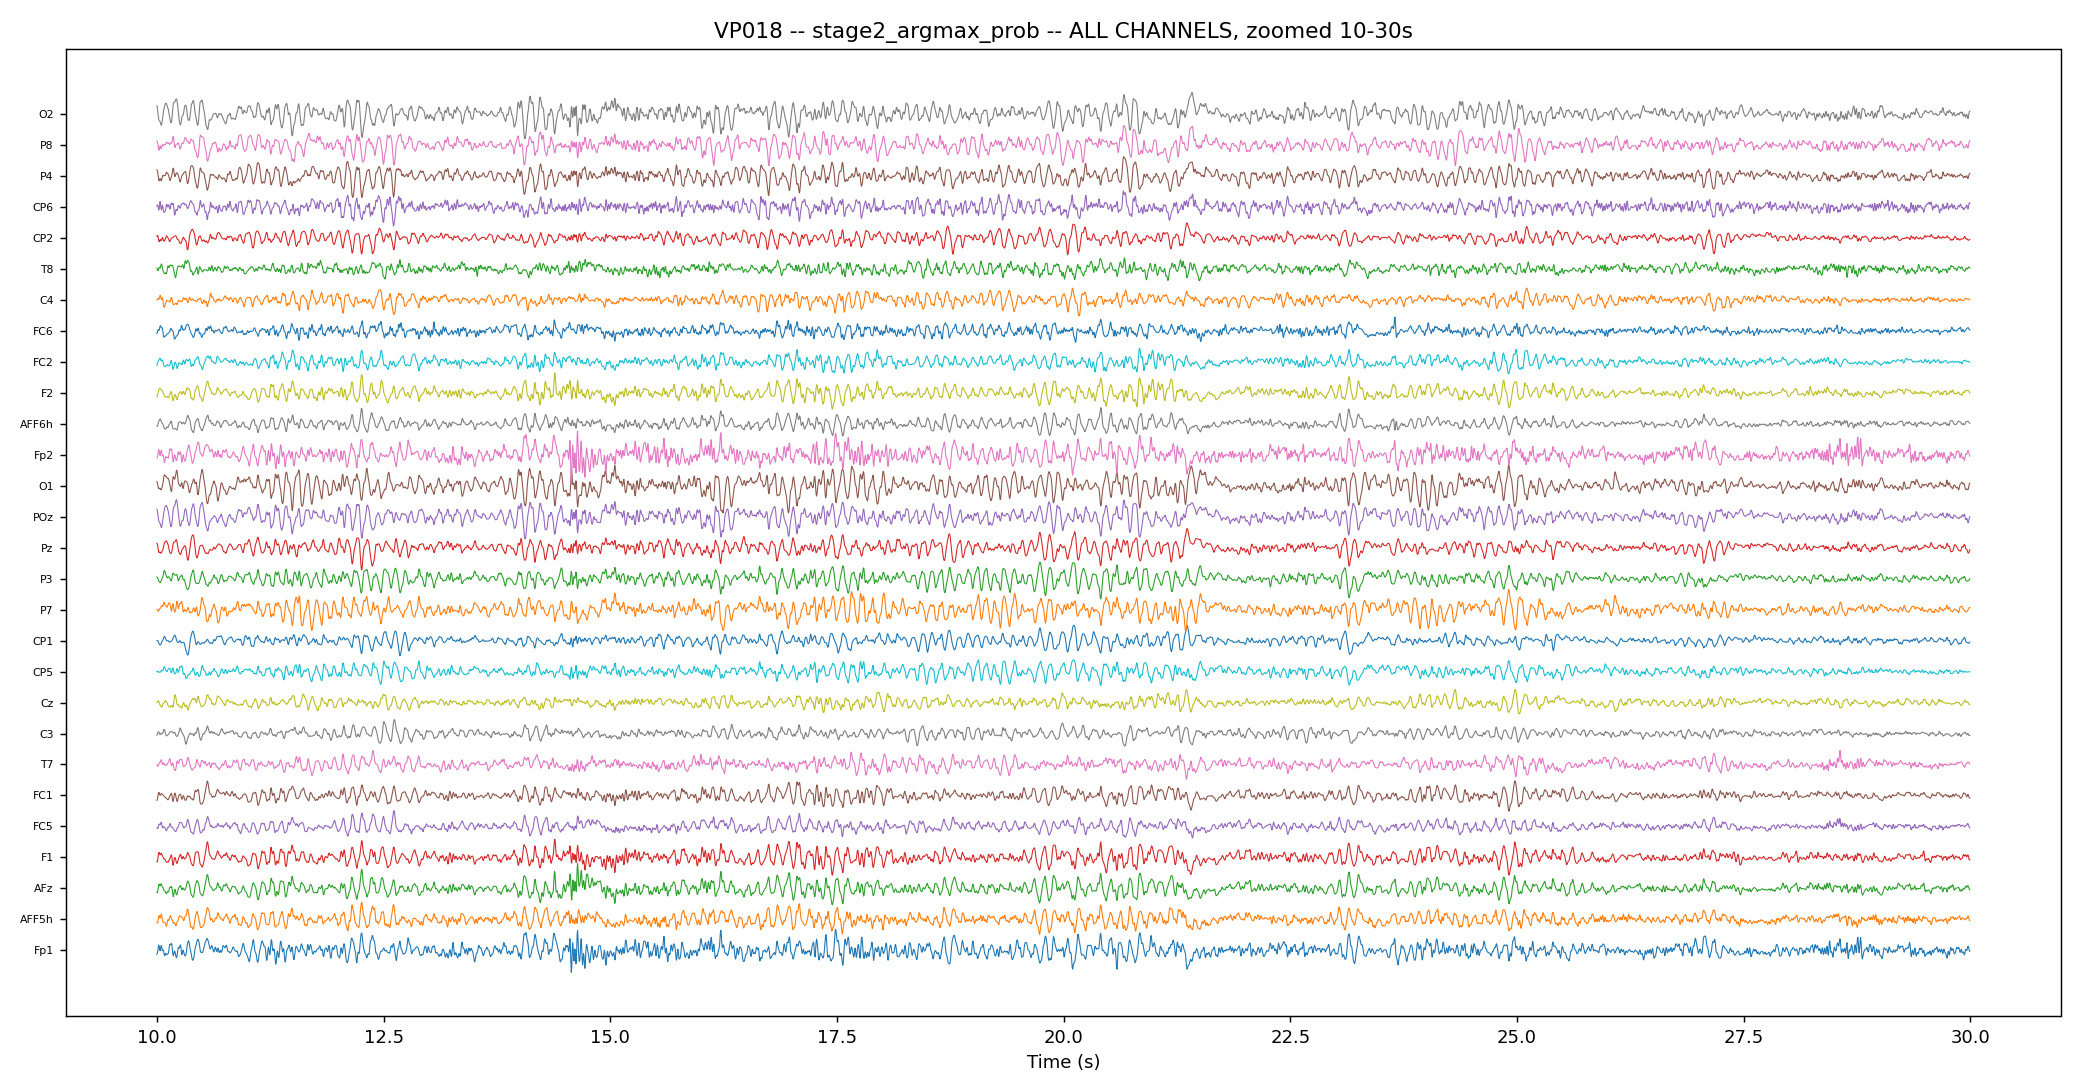 VP018 -- stage2_argmax_prob -- ALL CHANNELS, zoomed 10-30s
O2
P8
P4
CP6
CP2
T8
C4
FC6
FC2
F2
AFF6h
Fp2
O1
POz
Pz
P3
P7
CP1
CP5
Cz
C3
T7
FC1
FC5
F1
AFz
AFF5h
Fp1
10.0 12.5 15.0 17.5 20.0 22.5 25.0 27.5 30.0
Time (s)